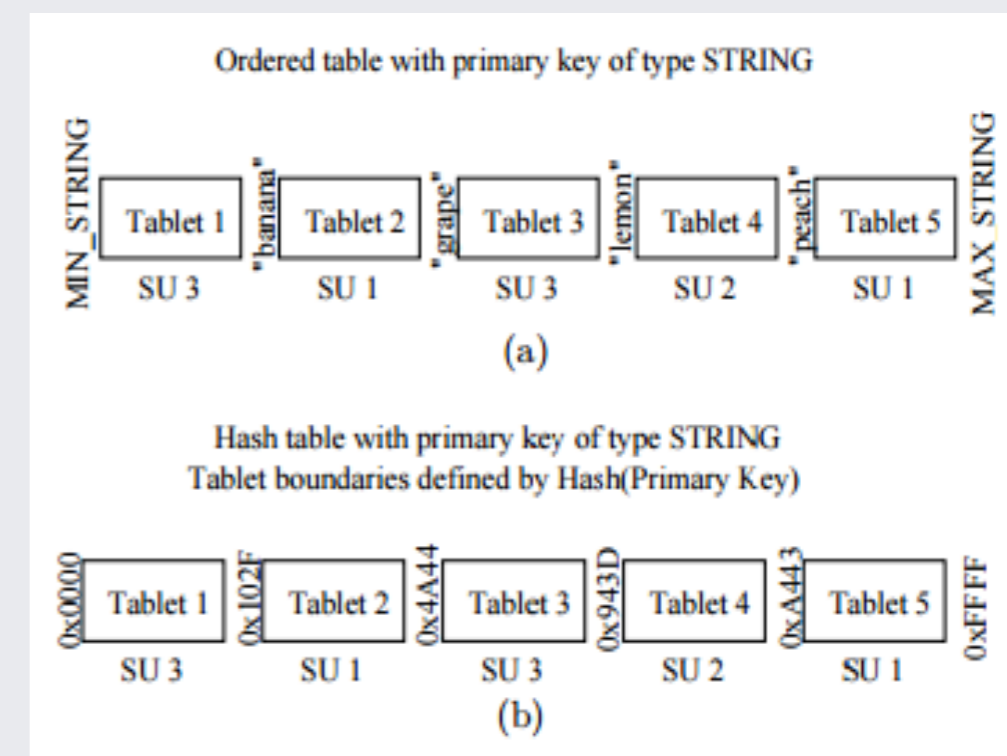 Ordered table with primary key of type STRING
MIN_STRING
Tablet 1
"banana"
Tablet 2
"grape"
Tablet 3
"lemon"
Tablet 4
"peach"
Tablet 5
MAX_STRING
SU 3
SU 1
SU 3
SU 2
SU 1
(a)
Hash table with primary key of type STRING
Tablet boundaries defined by Hash(Primary Key)
0x0000
Tablet 1
0x102F
Tablet 2
0x4A44
Tablet 3
0x943D
Tablet 4
0xA443
Tablet 5
0xFFFF
SU 3
SU 1
SU 3
SU 2
SU 1
(b)